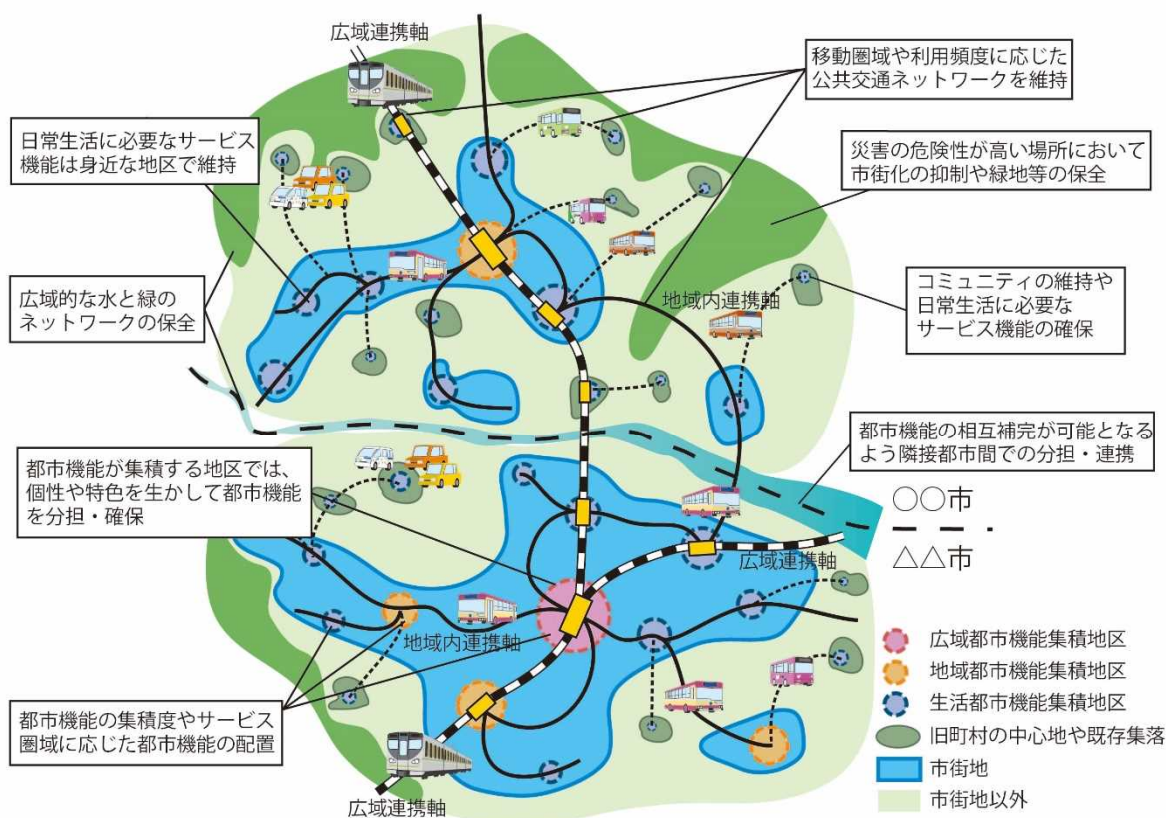 広域連携軸
移動圏域や利用頻度に応じた
公共交通ネットワークを維持
日常生活に必要なサービス
機能は身近な地区で維持
災害の危険性が高い場所において
市街化の抑制や緑地等の保全
広域的な水と緑の
ネットワークの保全
地域内連携軸
コミュニティの維持や
日常生活に必要な
サービス機能の確保
都市機能の相互補完が可能となる
よう隣接都市間での分担・連携
都市機能が集積する地区では、
個性や特色を生かして都市機能
を分担・確保
○○市
△△市
広域連携軸
地域内連携軸
都市機能の集積度やサービス
圏域に応じた都市機能の配置
広域連携軸
広域都市機能集積地区
地域都市機能集積地区
生活都市機能集積地区
旧町村の中心地や既存集落
市街地
市街地以外